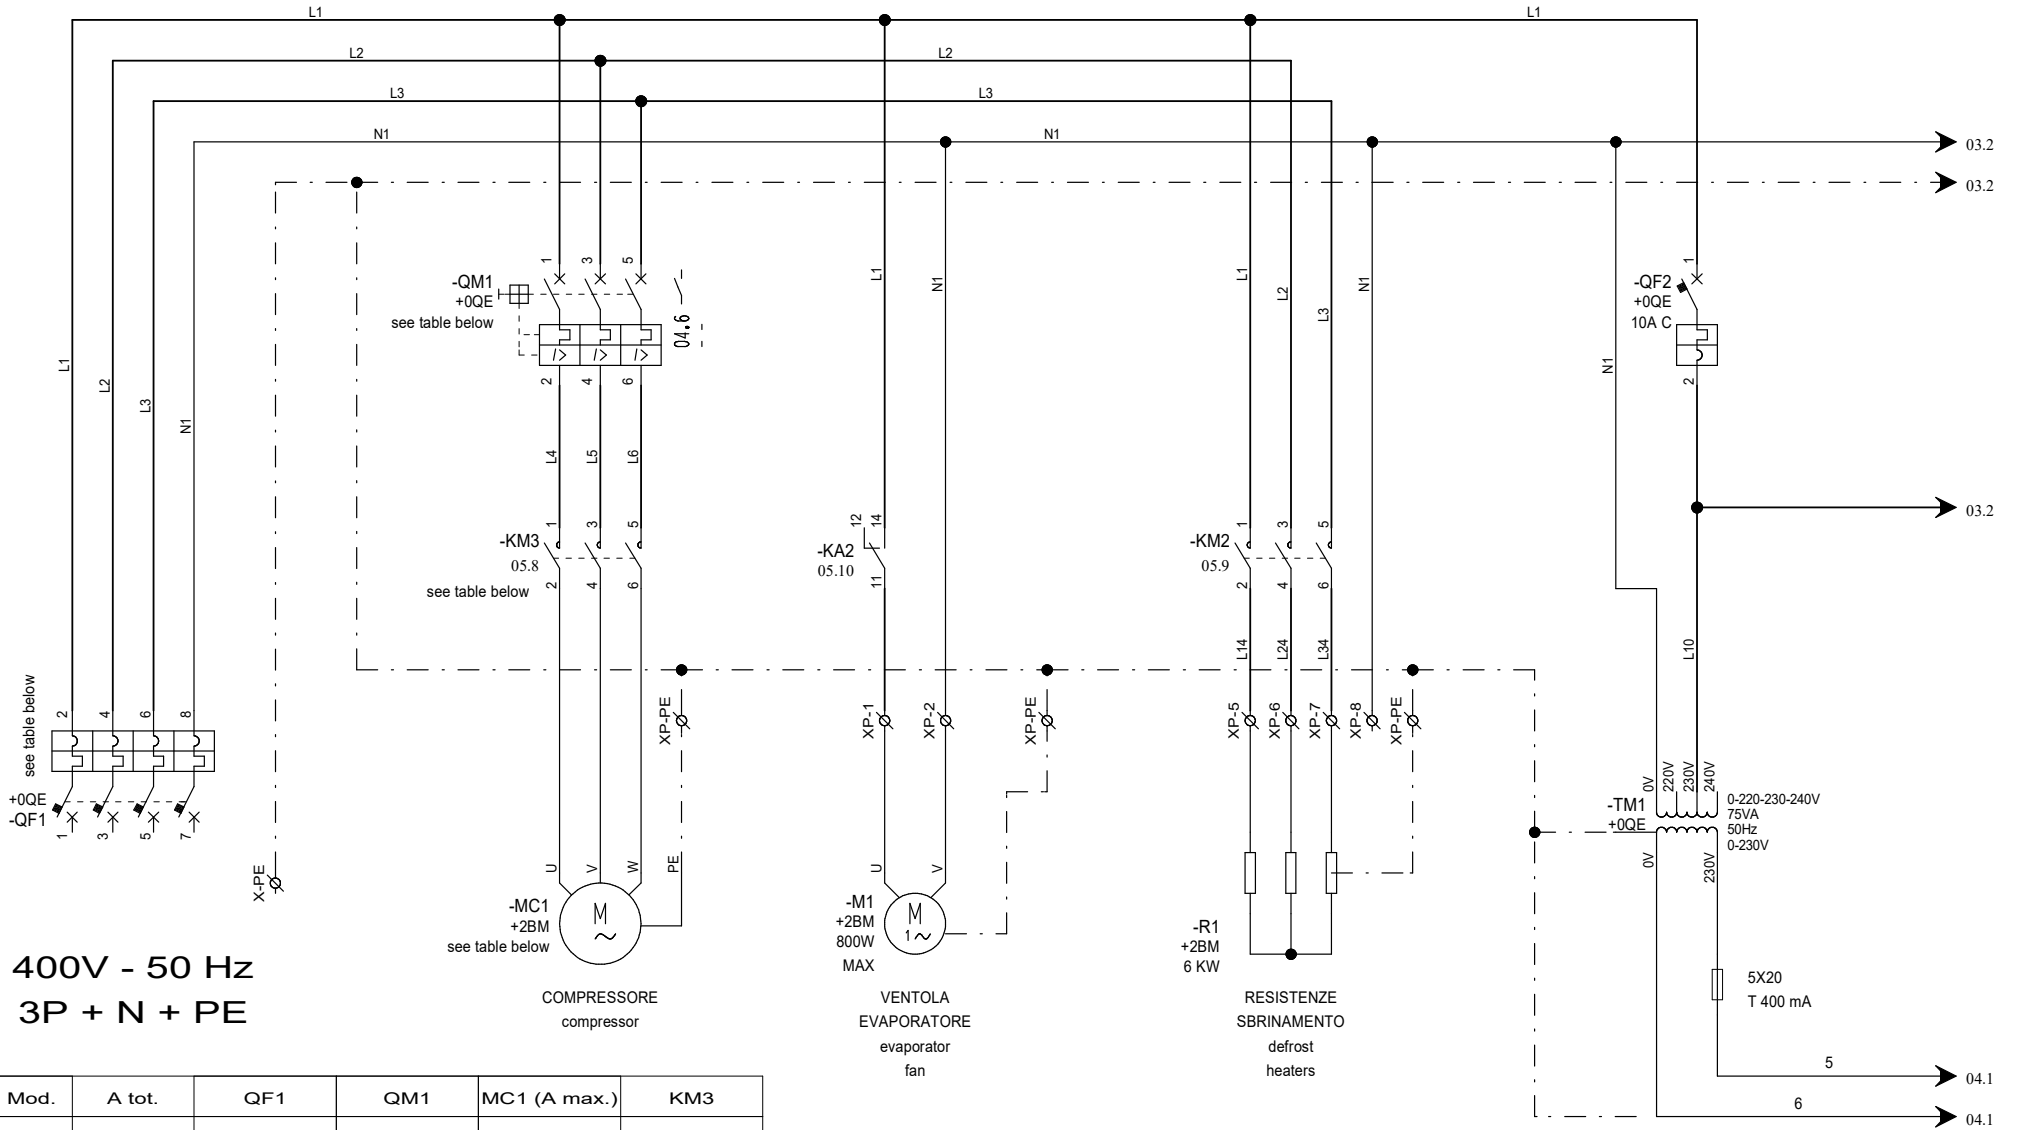 L1
L1
L2
L2
L3
L3
N1
N1
03.2
03.2
1
3
5
-QM1
+0QE
see table below
04.6
2
4
6
L1
N1
L1
L2
L3
N1
1
-QF2
+0QE
10A C
2
N1
L1
L2
L3
N1
L4
L5
L6
03.2
1
3
5
-KM3
05.8
2
4
6
see table below
12
14
-KA2
05.10
11
1
3
5
-KM2
05.9
2
4
6
L14
L24
L34
L10
see table below
2
4
6
8
+0QE
-QF1
1
3
5
7
XP-PE
XP-1
XP-2
XP-PE
XP-5
XP-6
XP-7
XP-8
XP-PE
0V
220V
230V
240V
-TM1
+0QE
0-220-230-240V
75VA
50Hz
0-230V
0V
230V
X-PE
U
V
W
PE
-MC1
+2BM
see table below
M
U
V
-M1
+2BM
800W
MAX
M
1
-R1
+2BM
6 KW
5X20
T 400 mA
400V - 50 Hz
3P + N + PE
COMPRESSORE
compressor
VENTOLA
EVAPORATORE
evaporator
fan
RESISTENZE
SBRINAMENTO
defrost
heaters
5
04.1
6
04.1
Mod.
A tot.
QF1
QM1
MC1 (A max.)
KM3